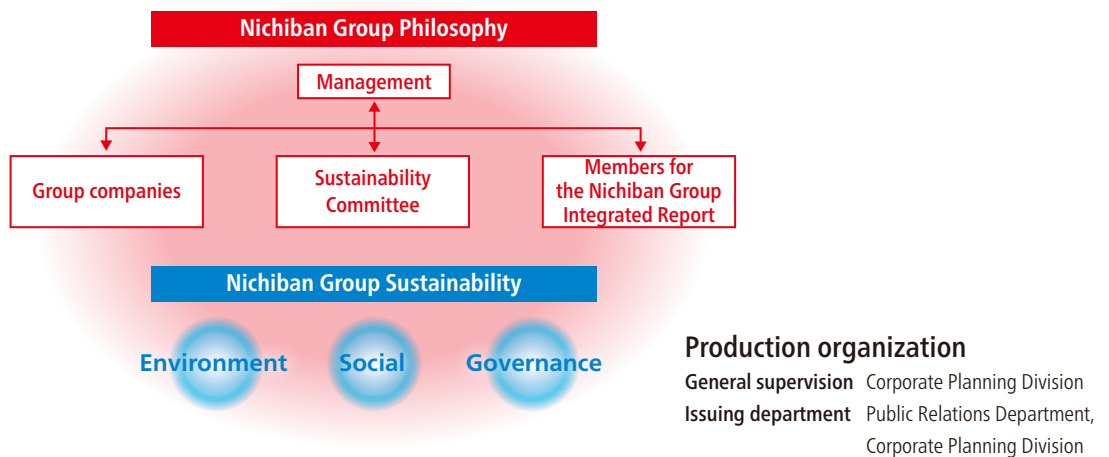 Nichiban Group Philosophy
Management
Group companies
Sustainability
Committee
Members for
the Nichiban Group
Integrated Report
Nichiban Group Sustainability
Environment
Social
Governance
Production organization
General supervision Corporate Planning Division
Issuing department Public Relations Department,
Corporate Planning Division